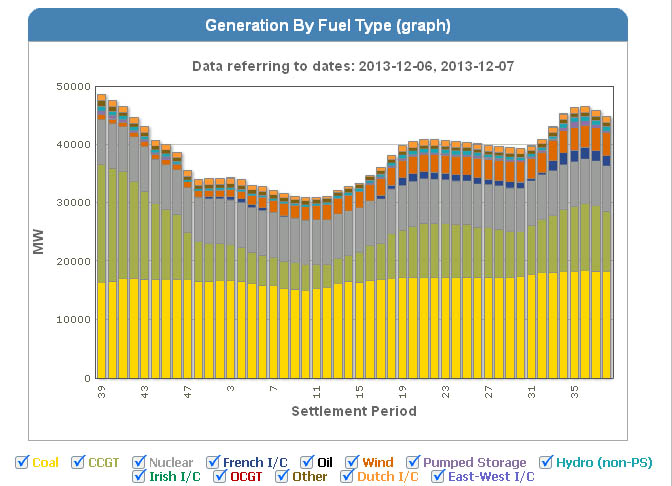 Generation By Fuel Type (graph)
Data referring to dates: 2013-12-06, 2013-12-07
50000
40000
30000
20000
10000
0
MW
39 43 47 3 7 11 15 19 23 27 31 35
Settlement Period
Coal CCGT Nuclear French I/C Oil Wind Pumped Storage Hydro (non-PS)
Irish I/C OCGT Other Dutch I/C East-West I/C